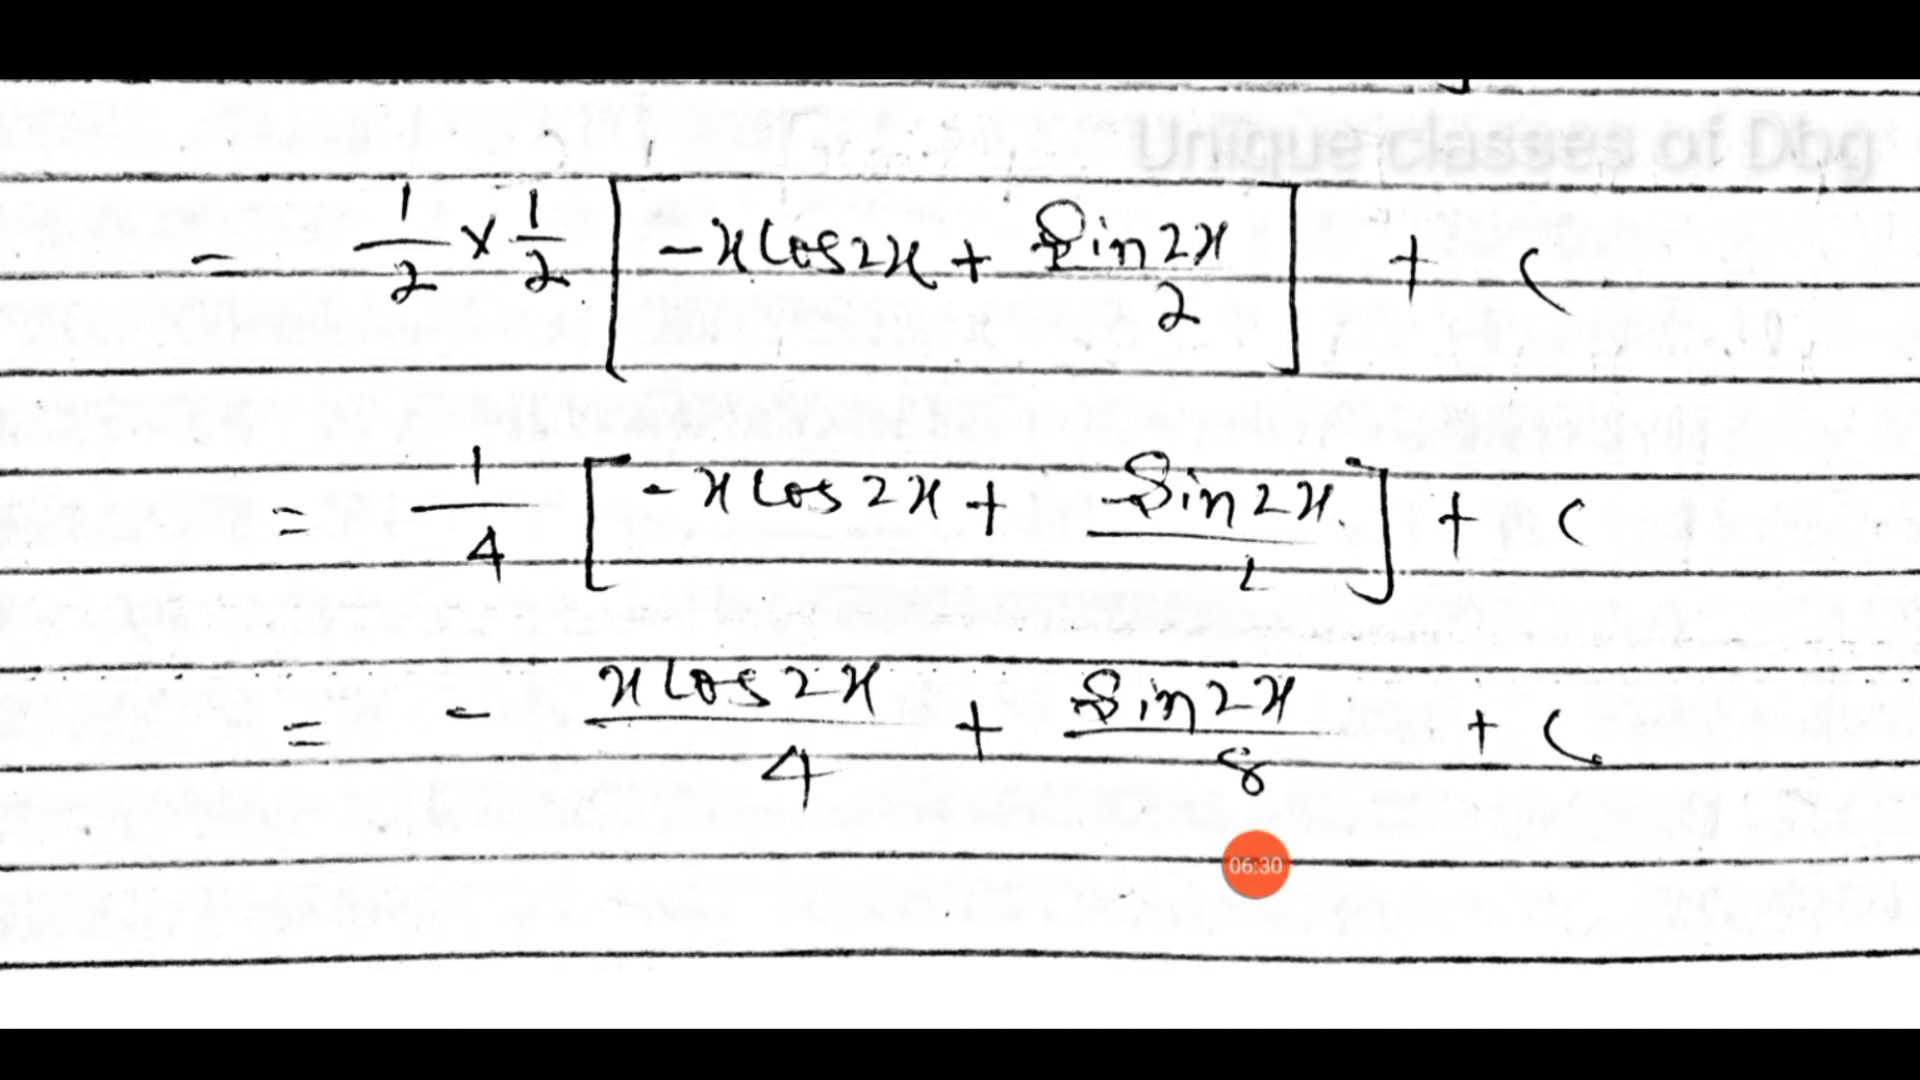 Unique classes of Dbg
= 1/2 × 1/2 [-x cos2x + sin2x/2] + C
= 1/4 [-x cos2x + sin2x/2] + C
= - x cos2x/4 + sin2x/8 + C
06:30